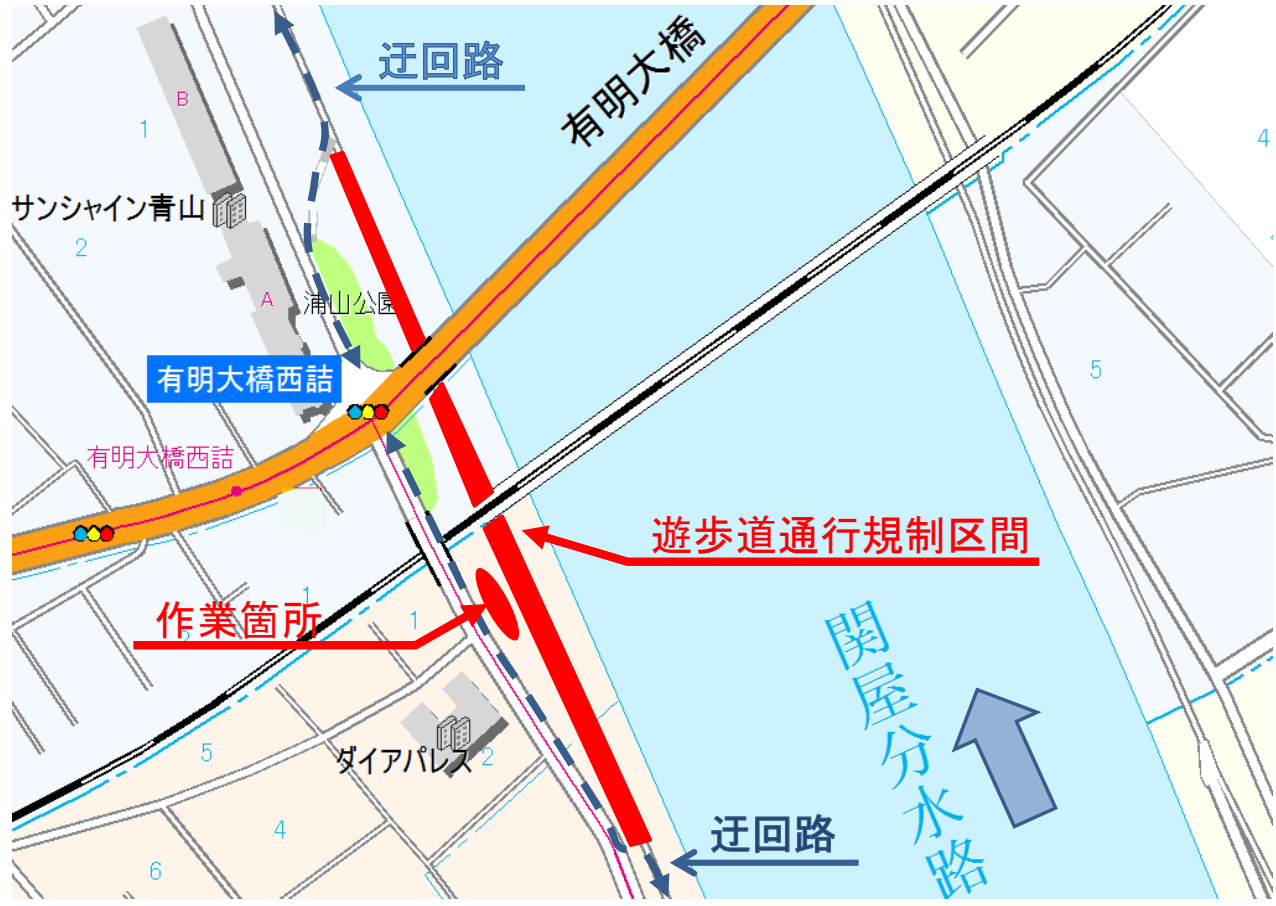 迂回路
有明大橋
B
1
4
サンシャイン青山
2
A
浦山公園
5
有明大橋西詰
有明大橋西詰
遊歩道通行規制区間
1
作業箇所
2
1
関屋分水路
5
ダイアパレス
2
4
迂回路
6